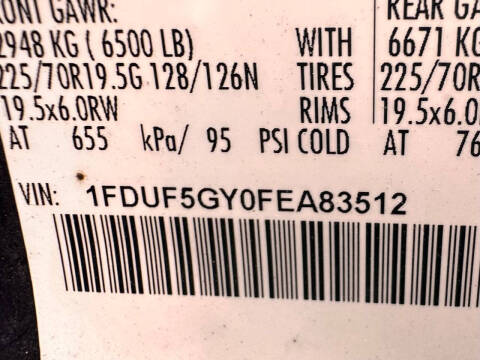 RONT GAWR: REAR GA
2948 KG ( 6500 LB) WITH 6671 KG
225/70R19.5G 128/126N TIRES 225/70R
19.5x6.0RW RIMS 19.5x6.0
AT 655 kPa/ 95 PSI COLD AT 76
VIN: 1FDUF5GY0FEA83512